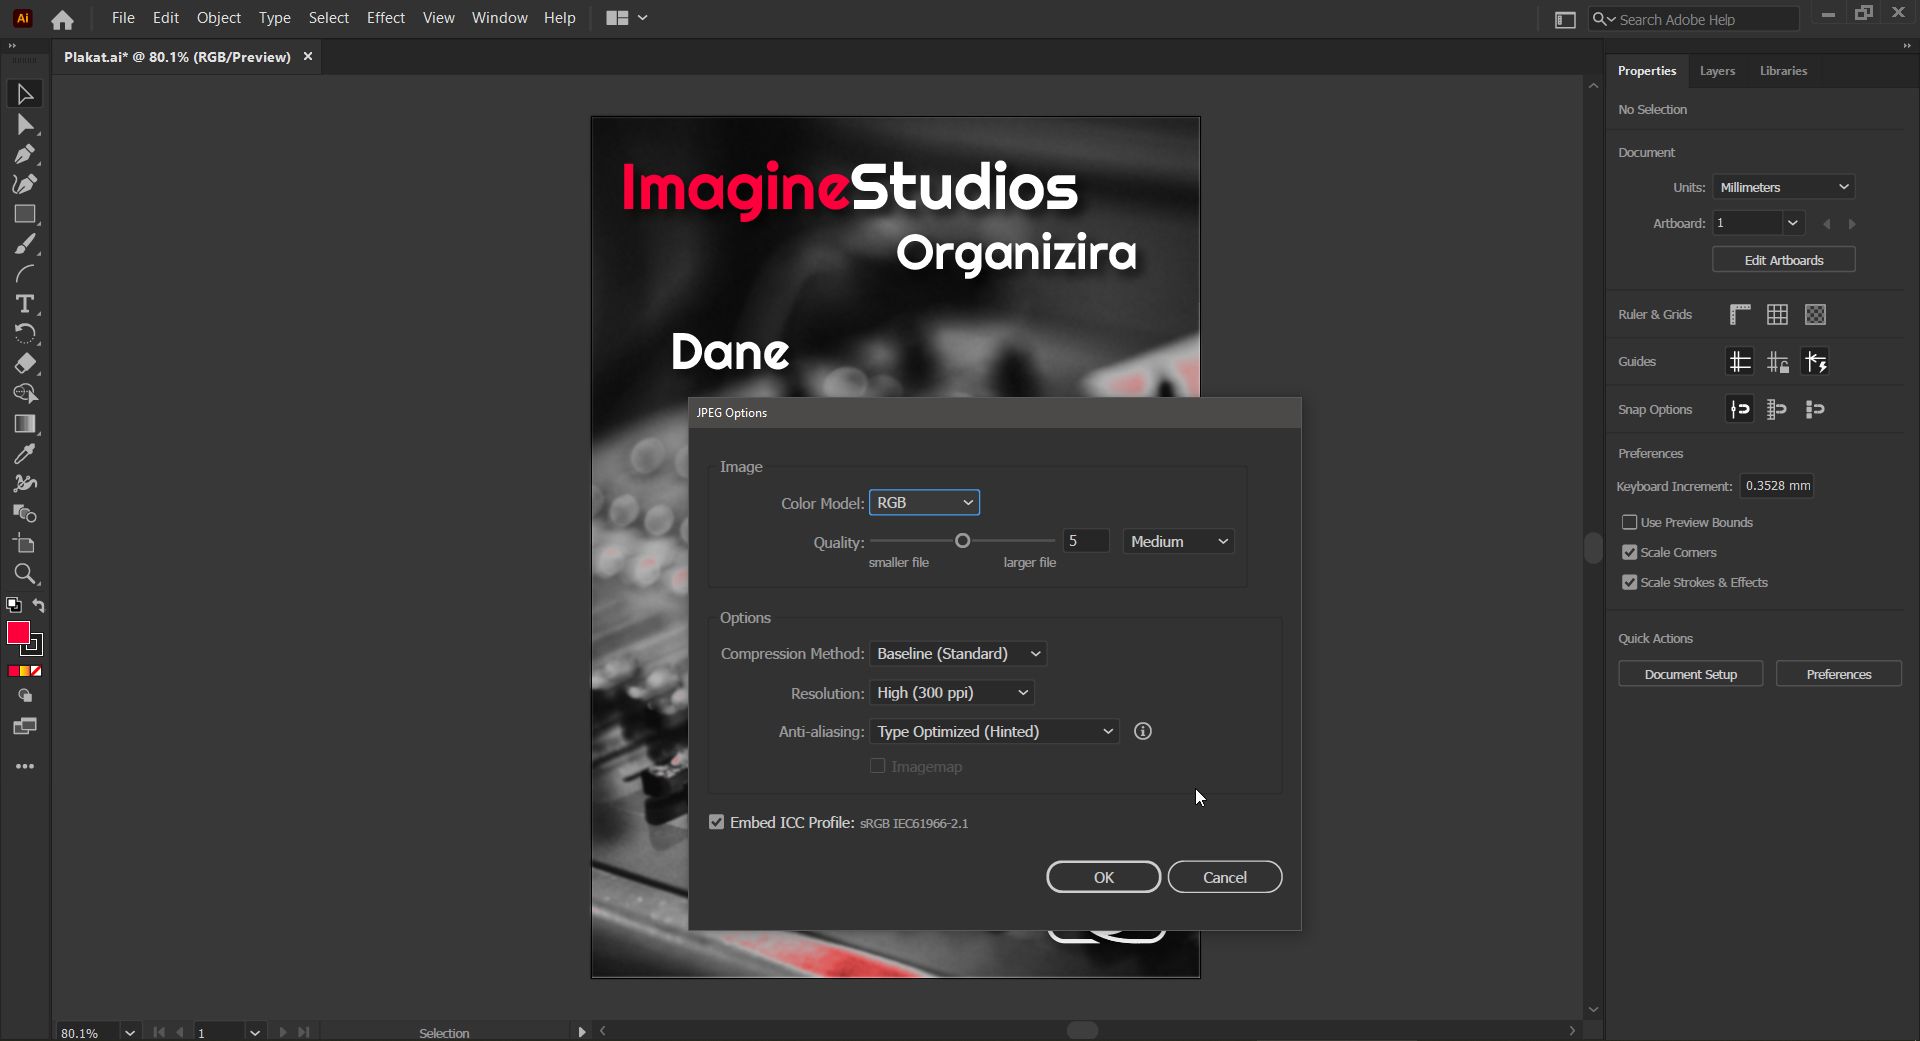 Ai File Edit Object Type Select Effect View Window Help Search Adobe Help
Plakat.ai* @ 80.1% (RGB/Preview) ×
Properties Layers Libraries
No Selection
Document
Units: Millimeters
Artboard: 1
Edit Artboards
Ruler & Grids
Guides
Snap Options
Preferences
Keyboard Increment: 0.3528 mm
Use Preview Bounds
Scale Corners
Scale Strokes & Effects
Quick Actions
Document Setup Preferences
ImagineStudios
Organizira
Dane
JPEG Options
Image
Color Model: RGB
Quality: 5 Medium
smaller file larger file
Options
Compression Method: Baseline (Standard)
Resolution: High (300 ppi)
Anti-aliasing: Type Optimized (Hinted)
Imagemap
Embed ICC Profile: sRGB IEC61966-2.1
OK Cancel
80.1% 1 Selection